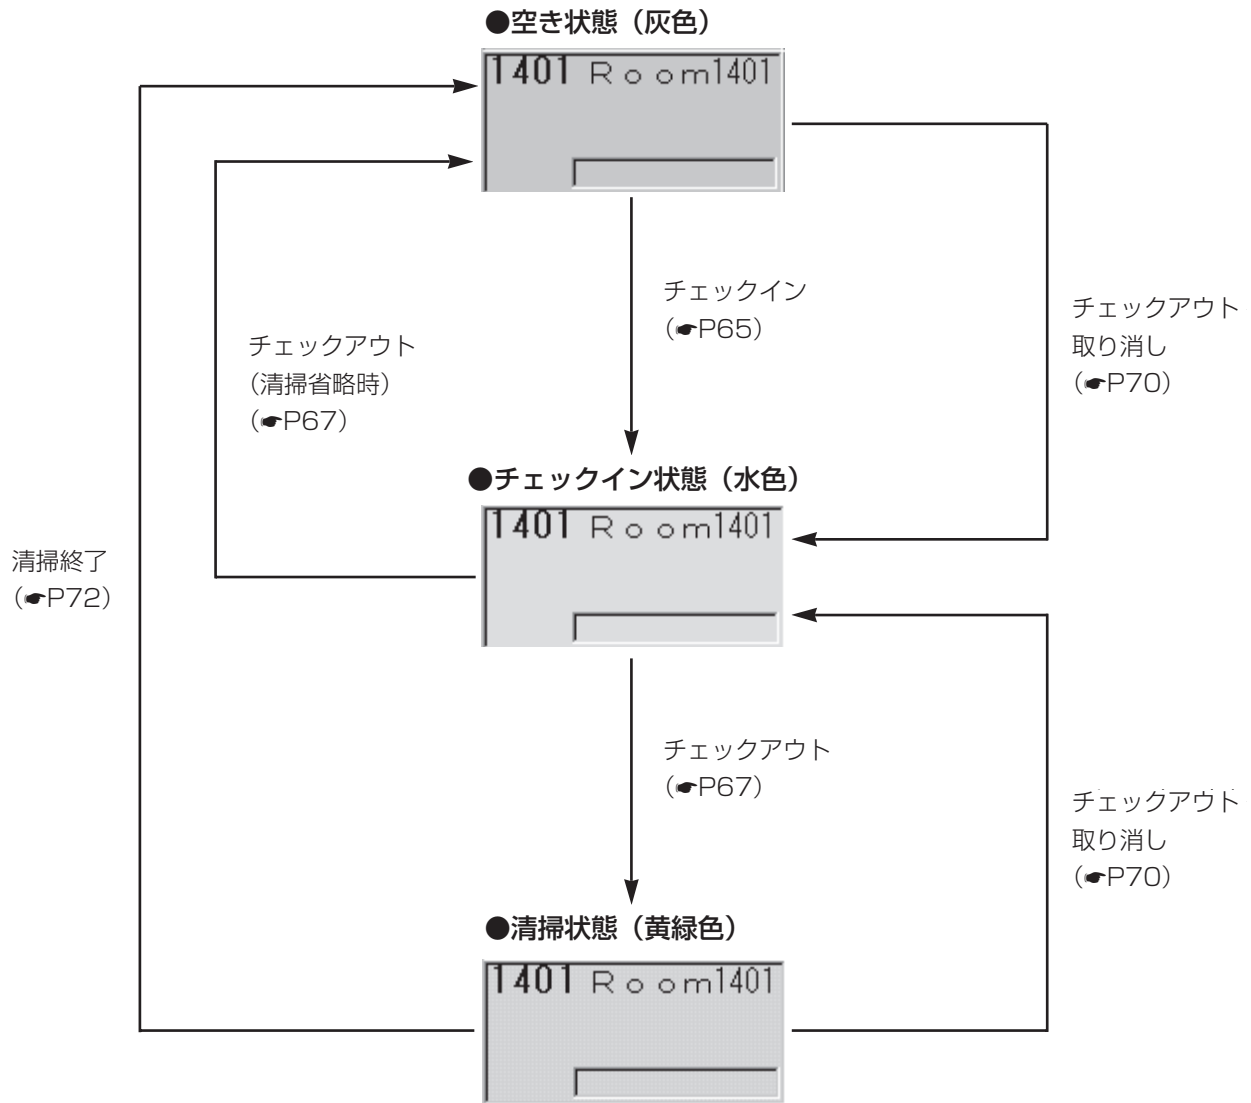 ●空き状態（灰色）
1401 Ｒｏｏｍ1401
チェックイン
（☛P65）
チェックアウト
取り消し
（☛P70）
チェックアウト
（清掃省略時）
（☛P67）
●チェックイン状態（水色）
1401 Ｒｏｏｍ1401
清掃終了
（☛P72）
チェックアウト
（☛P67）
チェックアウト
取り消し
（☛P70）
●清掃状態（黄緑色）
1401 Ｒｏｏｍ1401